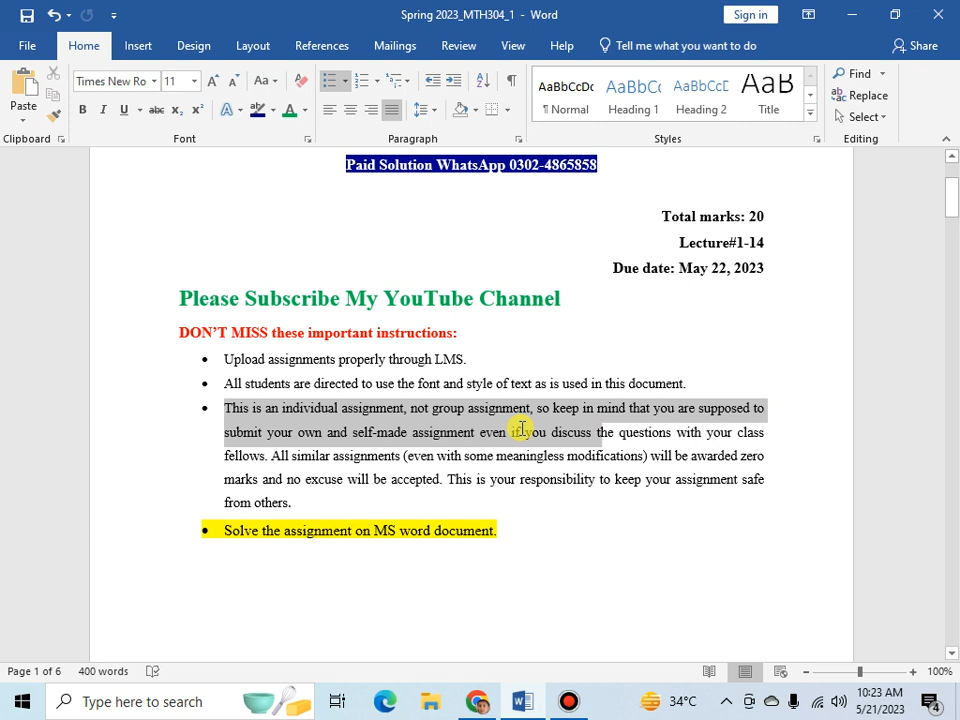 Spring 2023_MTH304_1 - Word
Sign in
File Home Insert Design Layout References Mailings Review View Help Tell me what you want to do Share
Paste
Clipboard
Times New Ro 11 Aa
B I U abc x₂ x² A A
Font
Paragraph
AaBbCcDc AaBbC AaBbCcE AaB
¶ Normal Heading 1 Heading 2 Title
Styles
Find
Replace
Select
Editing
Paid Solution WhatsApp 0302-4865858
Total marks: 20
Lecture#1-14
Due date: May 22, 2023
Please Subscribe My YouTube Channel
DON'T MISS these important instructions:
• Upload assignments properly through LMS.
• All students are directed to use the font and style of text as is used in this document.
• This is an individual assignment, not group assignment, so keep in mind that you are supposed to
submit your own and self-made assignment even if you discuss the questions with your class
fellows. All similar assignments (even with some meaningless modifications) will be awarded zero
marks and no excuse will be accepted. This is your responsibility to keep your assignment safe
from others.
• Solve the assignment on MS word document.
Page 1 of 6 400 words 100%
Type here to search
34°C
10:23 AM
5/21/2023
4